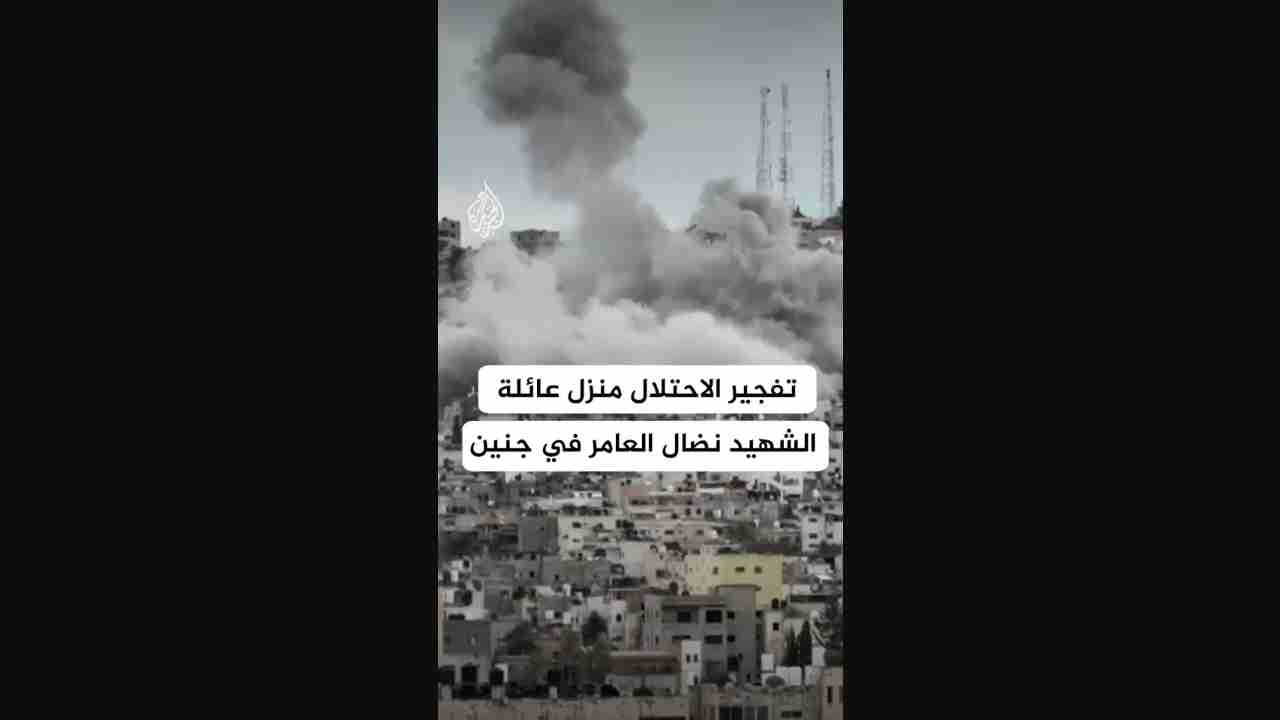 تفجير الاحتلال منزل عائلة
الشهيد نضال العامر في جنين